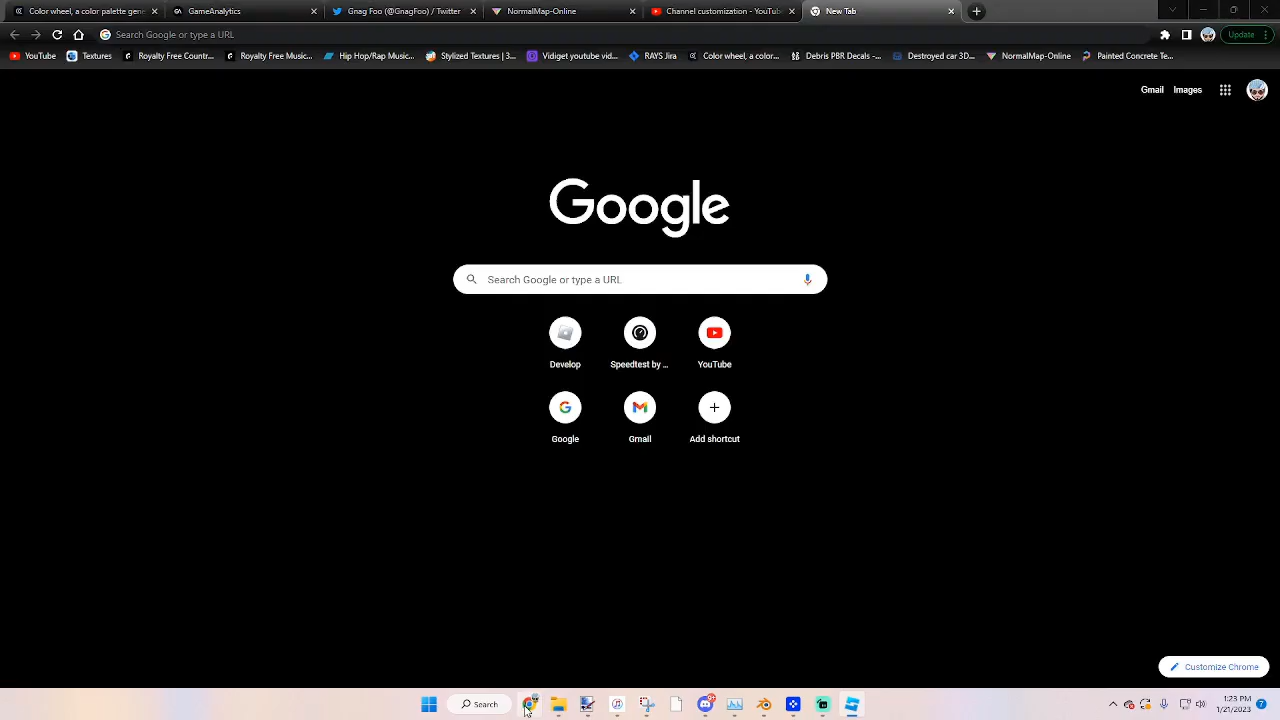 Color wheel, a color palette gene
GameAnalytics
Gnag Foo (@GnagFoo) / Twitter
NormalMap-Online
Channel customization - YouTube
New Tab
Search Google or type a URL
Update
YouTube
Textures
Royalty Free Countr...
Royalty Free Music...
Hip Hop/Rap Music...
Stylized Textures | 3...
Vidiget youtube vid...
RAYS Jira
Color wheel, a color...
Debris PBR Decals -...
Destroyed car 3D...
NormalMap-Online
Painted Concrete Te...
Gmail
Images
Google
Search Google or type a URL
Develop
Speedtest by ...
YouTube
Google
Gmail
Add shortcut
Customize Chrome
Search
1:23 PM